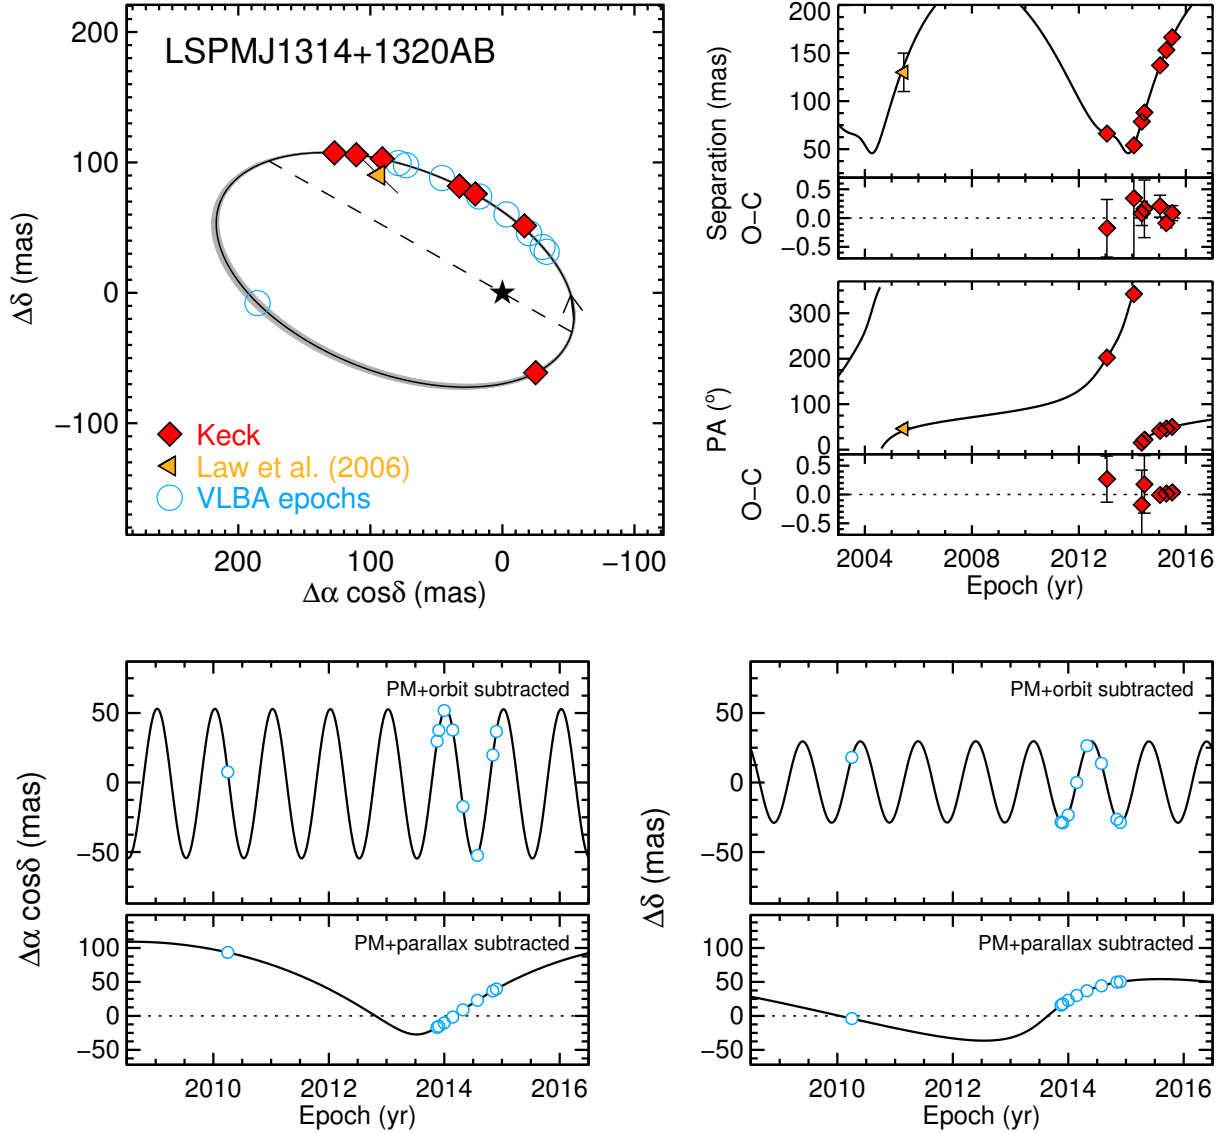 LSPMJ1314+1320AB
200
100
0
−100
Δδ (mas)
Keck
Law et al. (2006)
VLBA epochs
200
100
0
−100
Δα cosδ (mas)
200
150
100
50
Separation (mas)
0.5
0.0
−0.5
O−C
300
200
100
0
PA (°)
0.5
0.0
−0.5
O−C
2004
2008
2012
2016
Epoch (yr)
PM+orbit subtracted
50
0
−50
Δα cosδ (mas)
PM+parallax subtracted
100
50
0
−50
2010
2012
2014
2016
Epoch (yr)
PM+orbit subtracted
50
0
−50
Δδ (mas)
PM+parallax subtracted
100
50
0
−50
2010
2012
2014
2016
Epoch (yr)